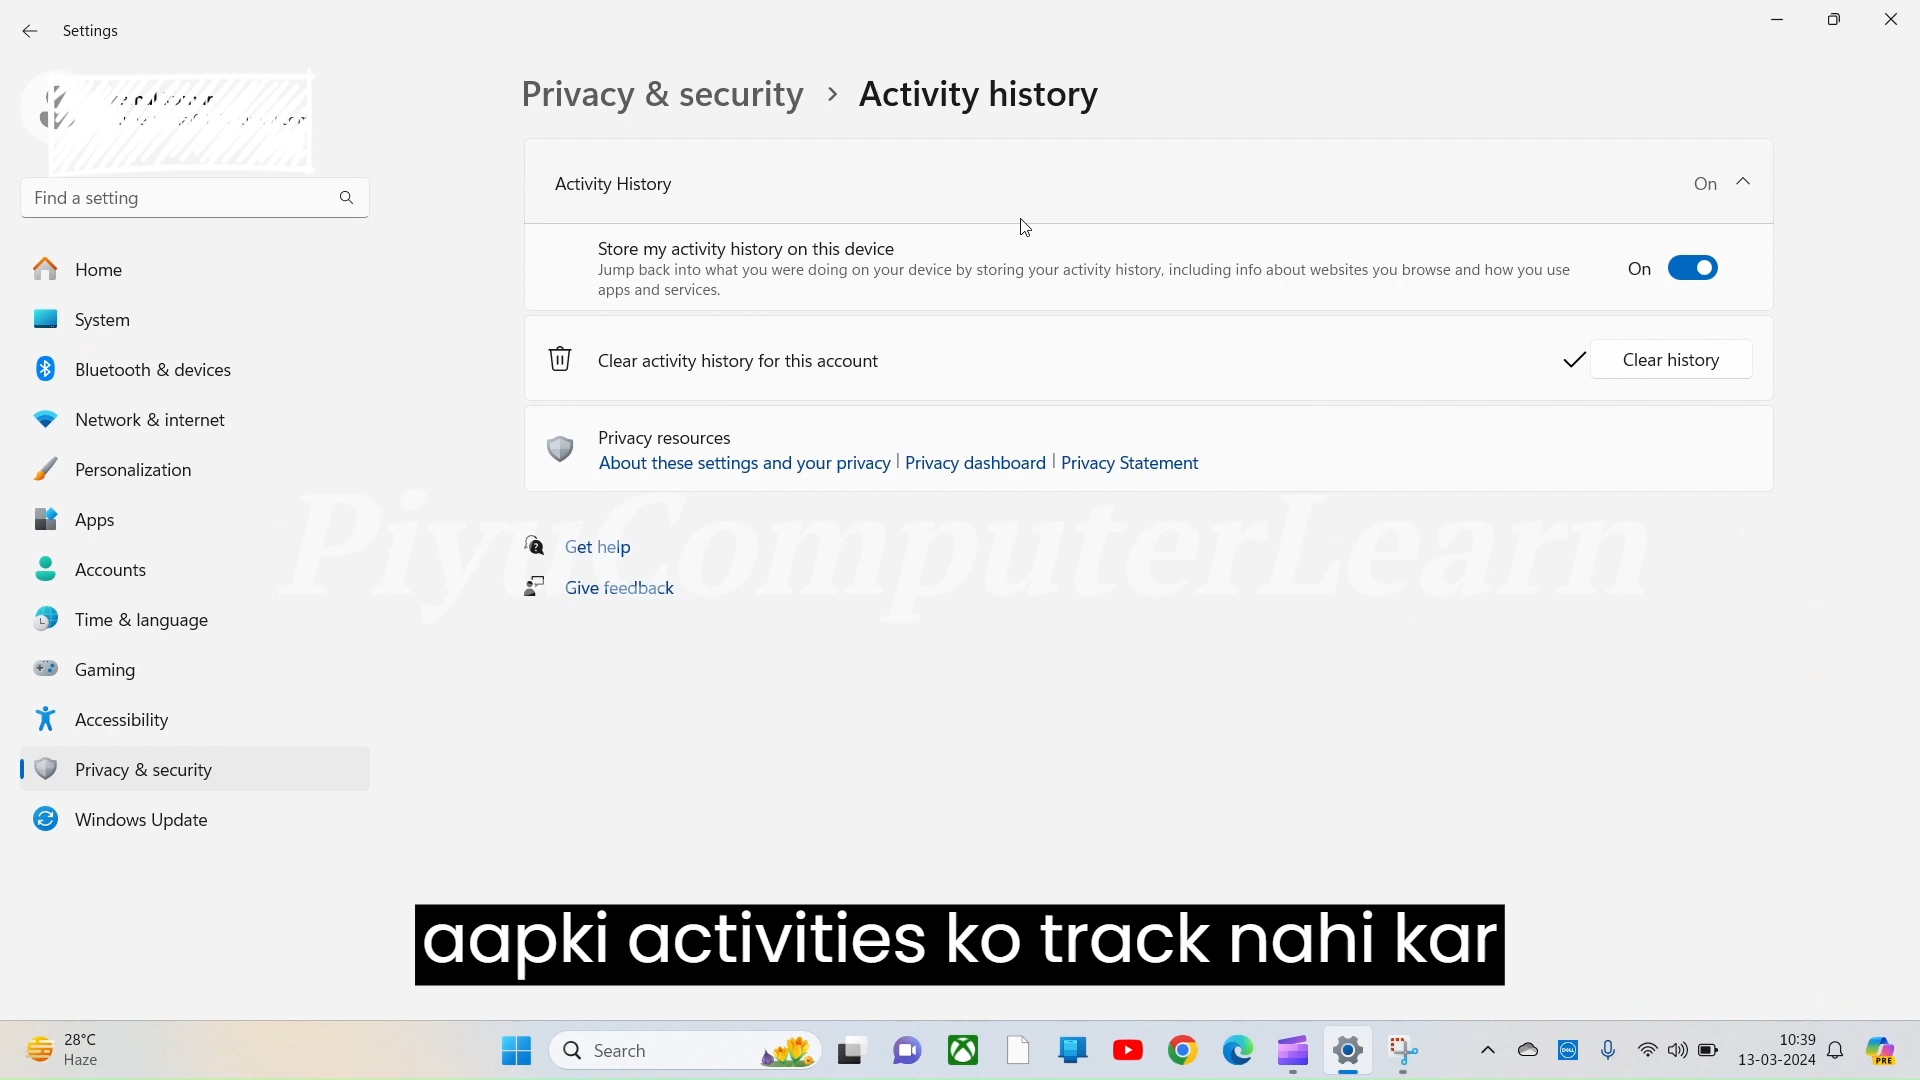 Settings
Find a setting
Home
System
Bluetooth & devices
Network & internet
Personalization
Apps
Accounts
Time & language
Gaming
Accessibility
Privacy & security
Windows Update
Privacy & security > Activity history
Activity History On
Store my activity history on this device
Jump back into what you were doing on your device by storing your activity history, including info about websites you browse and how you use
apps and services.
On
Clear activity history for this account
Clear history
Privacy resources
About these settings and your privacy | Privacy dashboard | Privacy Statement
PiyuComputerLearn
Get help
Give feedback
aapki activities ko track nahi kar
28°C
Haze
Search
DELL
10:39
13-03-2024
PRE